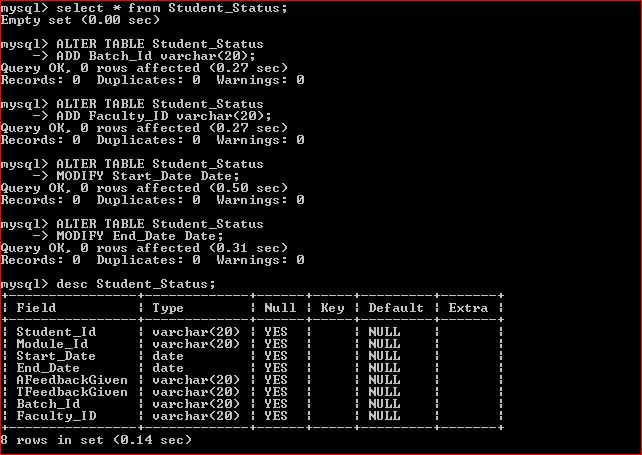 mysql> select * from Student_Status;
Empty set (0.00 sec)
mysql> ALTER TABLE Student_Status
-> ADD Batch_Id varchar(20);
Query OK, 0 rows affected (0.27 sec)
Records: 0 Duplicates: 0 Warnings: 0
mysql> ALTER TABLE Student_Status
-> ADD Faculty_ID varchar(20);
Query OK, 0 rows affected (0.27 sec)
Records: 0 Duplicates: 0 Warnings: 0
mysql> ALTER TABLE Student_Status
-> MODIFY Start_Date Date;
Query OK, 0 rows affected (0.50 sec)
Records: 0 Duplicates: 0 Warnings: 0
mysql> ALTER TABLE Student_Status
-> MODIFY End_Date Date;
Query OK, 0 rows affected (0.31 sec)
Records: 0 Duplicates: 0 Warnings: 0
mysql> desc Student_Status;
+----------------+-------------+------+-----+---------+-------+
| Field | Type | Null | Key | Default | Extra |
+----------------+-------------+------+-----+---------+-------+
| Student_Id | varchar(20) | YES | | NULL | |
| Module_Id | varchar(20) | YES | | NULL | |
| Start_Date | date | YES | | NULL | |
| End_Date | date | YES | | NULL | |
| AFeedbackGiven | varchar(20) | YES | | NULL | |
| TFeedbackGiven | varchar(20) | YES | | NULL | |
| Batch_Id | varchar(20) | YES | | NULL | |
| Faculty_ID | varchar(20) | YES | | NULL | |
+----------------+-------------+------+-----+---------+-------+
8 rows in set (0.14 sec)